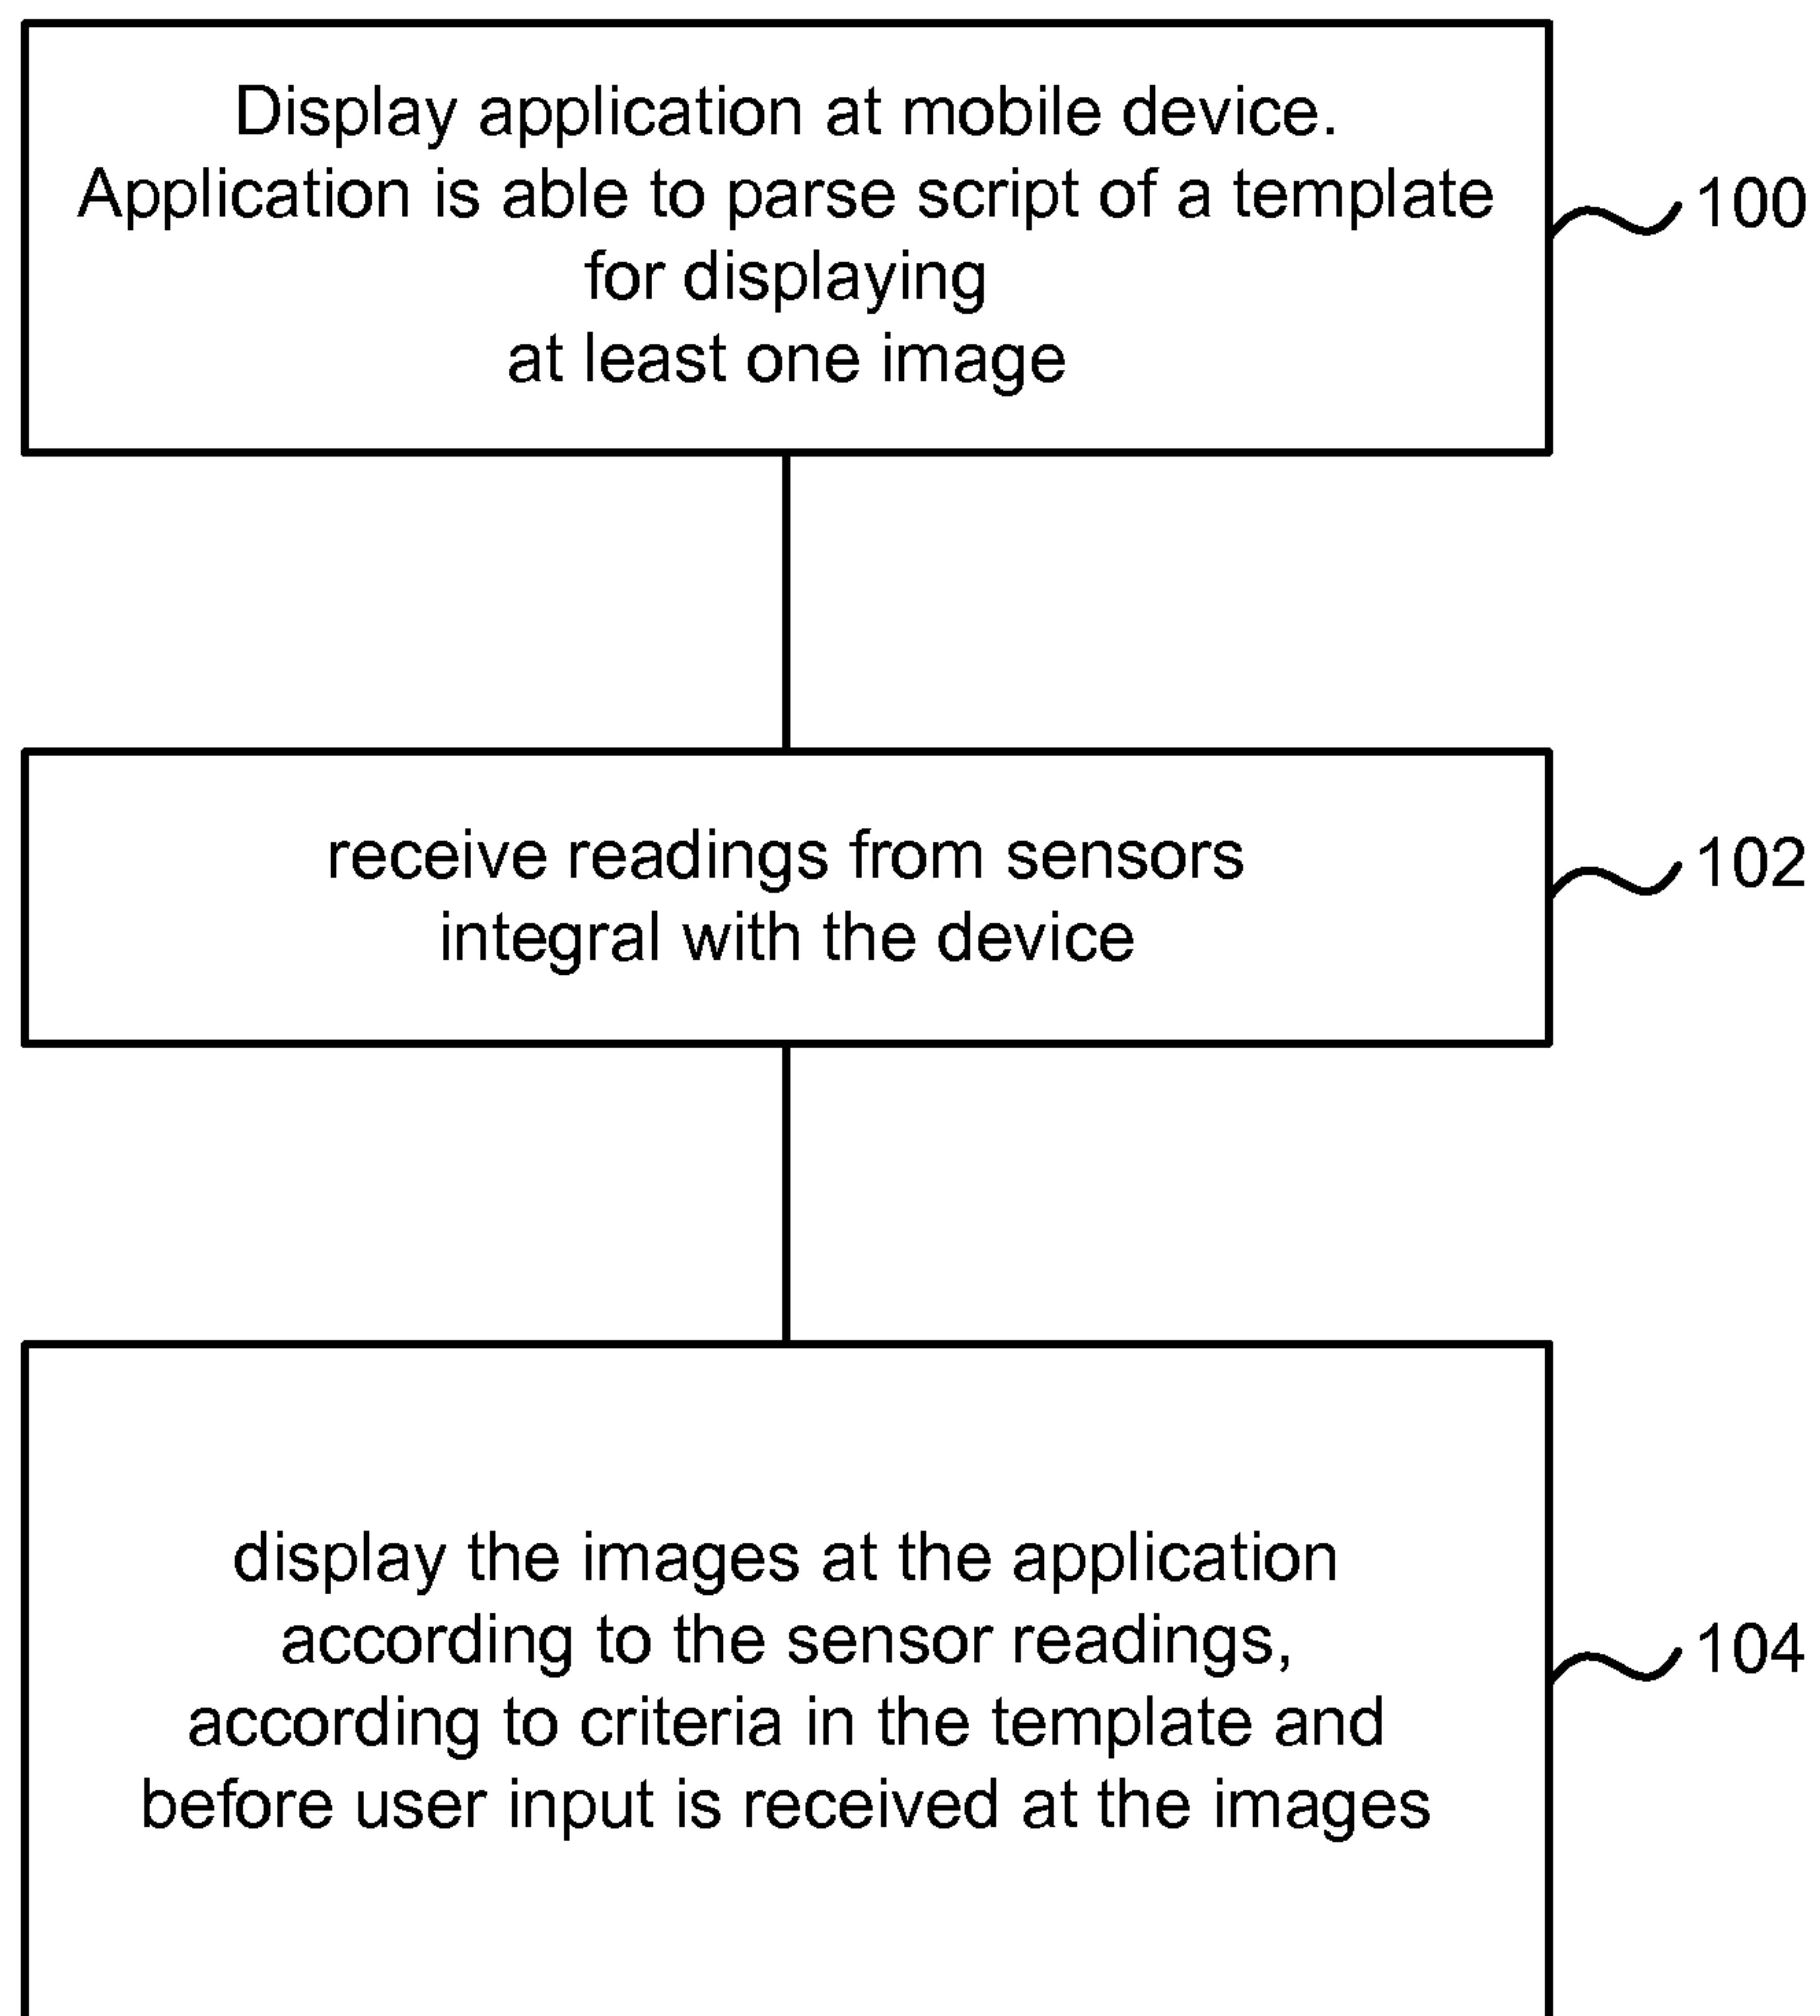 Display application at mobile device.
Application is able to parse script of a template
for displaying
at least one image
100
receive readings from sensors
integral with the device
102
display the images at the application
according to the sensor readings,
according to criteria in the template and
before user input is received at the images
104